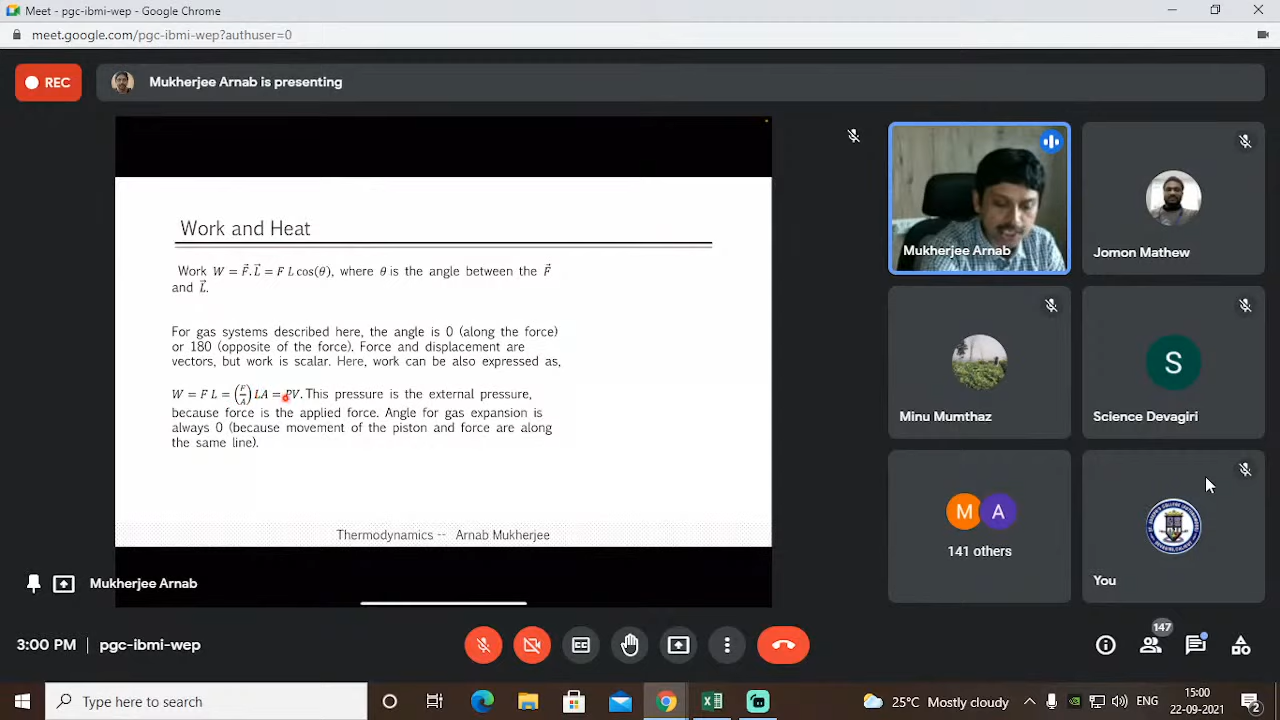 Meet - pgc-ibmi-wep - Google Chrome
meet.google.com/pgc-ibmi-wep?authuser=0
REC
Mukherjee Arnab is presenting
Work and Heat
Work W = F⃗.L⃗ = F L cos(θ), where θ is the angle between the F⃗
and L⃗.
For gas systems described here, the angle is 0 (along the force)
or 180 (opposite of the force). Force and displacement are
vectors, but work is scalar. Here, work can be also expressed as,
W = F L = (F/A) LA = PV. This pressure is the external pressure,
because force is the applied force. Angle for gas expansion is
always 0 (because movement of the piston and force are along
the same line).
Thermodynamics -- Arnab Mukherjee
Mukherjee Arnab
Mukherjee Arnab
Jomon Mathew
Minu Mumthaz
S
Science Devagiri
M A
141 others
You
3:00 PM | pgc-ibmi-wep
147
Type here to search
25°C Mostly cloudy
ENG
15:00
22-09-2021
2